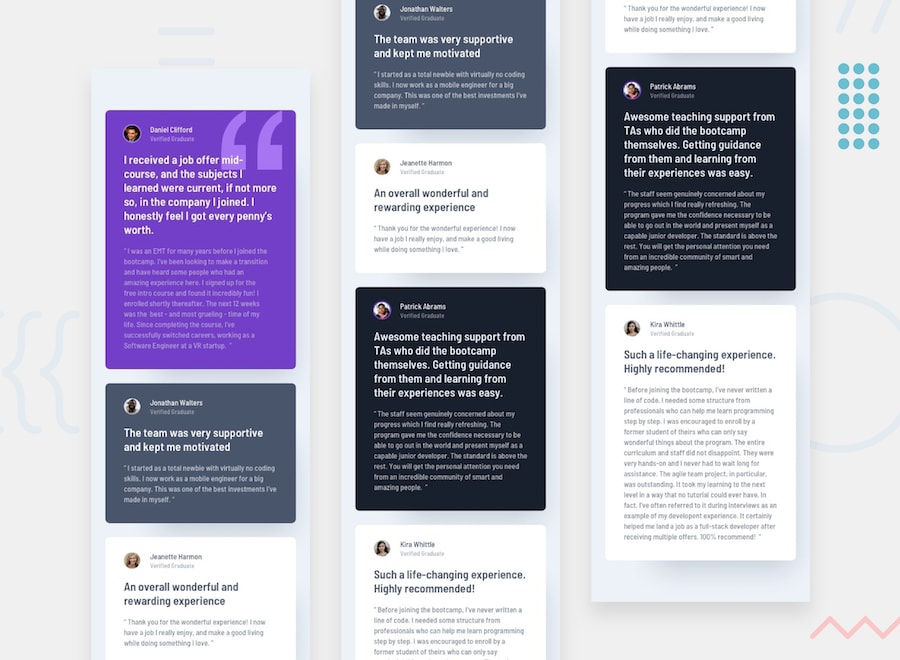 Daniel Clifford
Verified Graduate
I received a job offer mid-
course, and the subjects I
learned were current, if not more
so, in the company I joined. I
honestly feel I got every penny's
worth.
" I was an EMT for many years before I joined the
bootcamp. I've been looking to make a transition
and have heard some people who had an
amazing experience here. I signed up for the
free intro course and found it incredibly fun! I
enrolled shortly thereafter. The next 12 weeks
was the best - and most grueling - time of my
life. Since completing the course, I've
successfully switched careers, working as a
Software Engineer at a VR startup. "
Jonathan Walters
Verified Graduate
The team was very supportive
and kept me motivated
" I started as a total newbie with virtually no coding
skills. I now work as a mobile engineer for a big
company. This was one of the best investments I've
made in myself. "
Jeanette Harmon
Verified Graduate
An overall wonderful and
rewarding experience
" Thank you for the wonderful experience! I now
have a job I really enjoy, and make a good living
while doing something I love. "
Jonathan Walters
Verified Graduate
The team was very supportive
and kept me motivated
" I started as a total newbie with virtually no coding
skills. I now work as a mobile engineer for a big
company. This was one of the best investments I've
made in myself. "
Jeanette Harmon
Verified Graduate
An overall wonderful and
rewarding experience
" Thank you for the wonderful experience! I now
have a job I really enjoy, and make a good living
while doing something I love. "
Patrick Abrams
Verified Graduate
Awesome teaching support from
TAs who did the bootcamp
themselves. Getting guidance
from them and learning from
their experiences was easy.
" The staff seem genuinely concerned about my
progress which I find really refreshing. The
program gave me the confidence necessary to be
able to go out in the world and present myself as a
capable junior developer. The standard is above the
rest. You will get the personal attention you need
from an incredible community of smart and
amazing people. "
Kira Whittle
Verified Graduate
Such a life-changing experience.
Highly recommended!
" Before joining the bootcamp, I've never written a
line of code. I needed some structure from
professionals who can help me learn programming
step by step. I was encouraged to enroll by a
former student of theirs who can only say
" Thank you for the wonderful experience! I now
have a job I really enjoy, and make a good living
while doing something I love. "
Patrick Abrams
Verified Graduate
Awesome teaching support from
TAs who did the bootcamp
themselves. Getting guidance
from them and learning from
their experiences was easy.
" The staff seem genuinely concerned about my
progress which I find really refreshing. The
program gave me the confidence necessary to be
able to go out in the world and present myself as a
capable junior developer. The standard is above the
rest. You will get the personal attention you need
from an incredible community of smart and
amazing people. "
Kira Whittle
Verified Graduate
Such a life-changing experience.
Highly recommended!
" Before joining the bootcamp, I've never written a
line of code. I needed some structure from
professionals who can help me learn programming
step by step. I was encouraged to enroll by a
former student of theirs who can only say
wonderful things about the program. The entire
curriculum and staff did not disappoint. They were
very hands-on and I never had to wait long for
assistance. The agile team project, in particular,
was outstanding. It took my learning to the next
level in a way that no tutorial could ever have. In
fact, I've often referred to it during interviews as an
example of my developent experience. It certainly
helped me land a job as a full-stack developer after
receiving multiple offers. 100% recommend! "